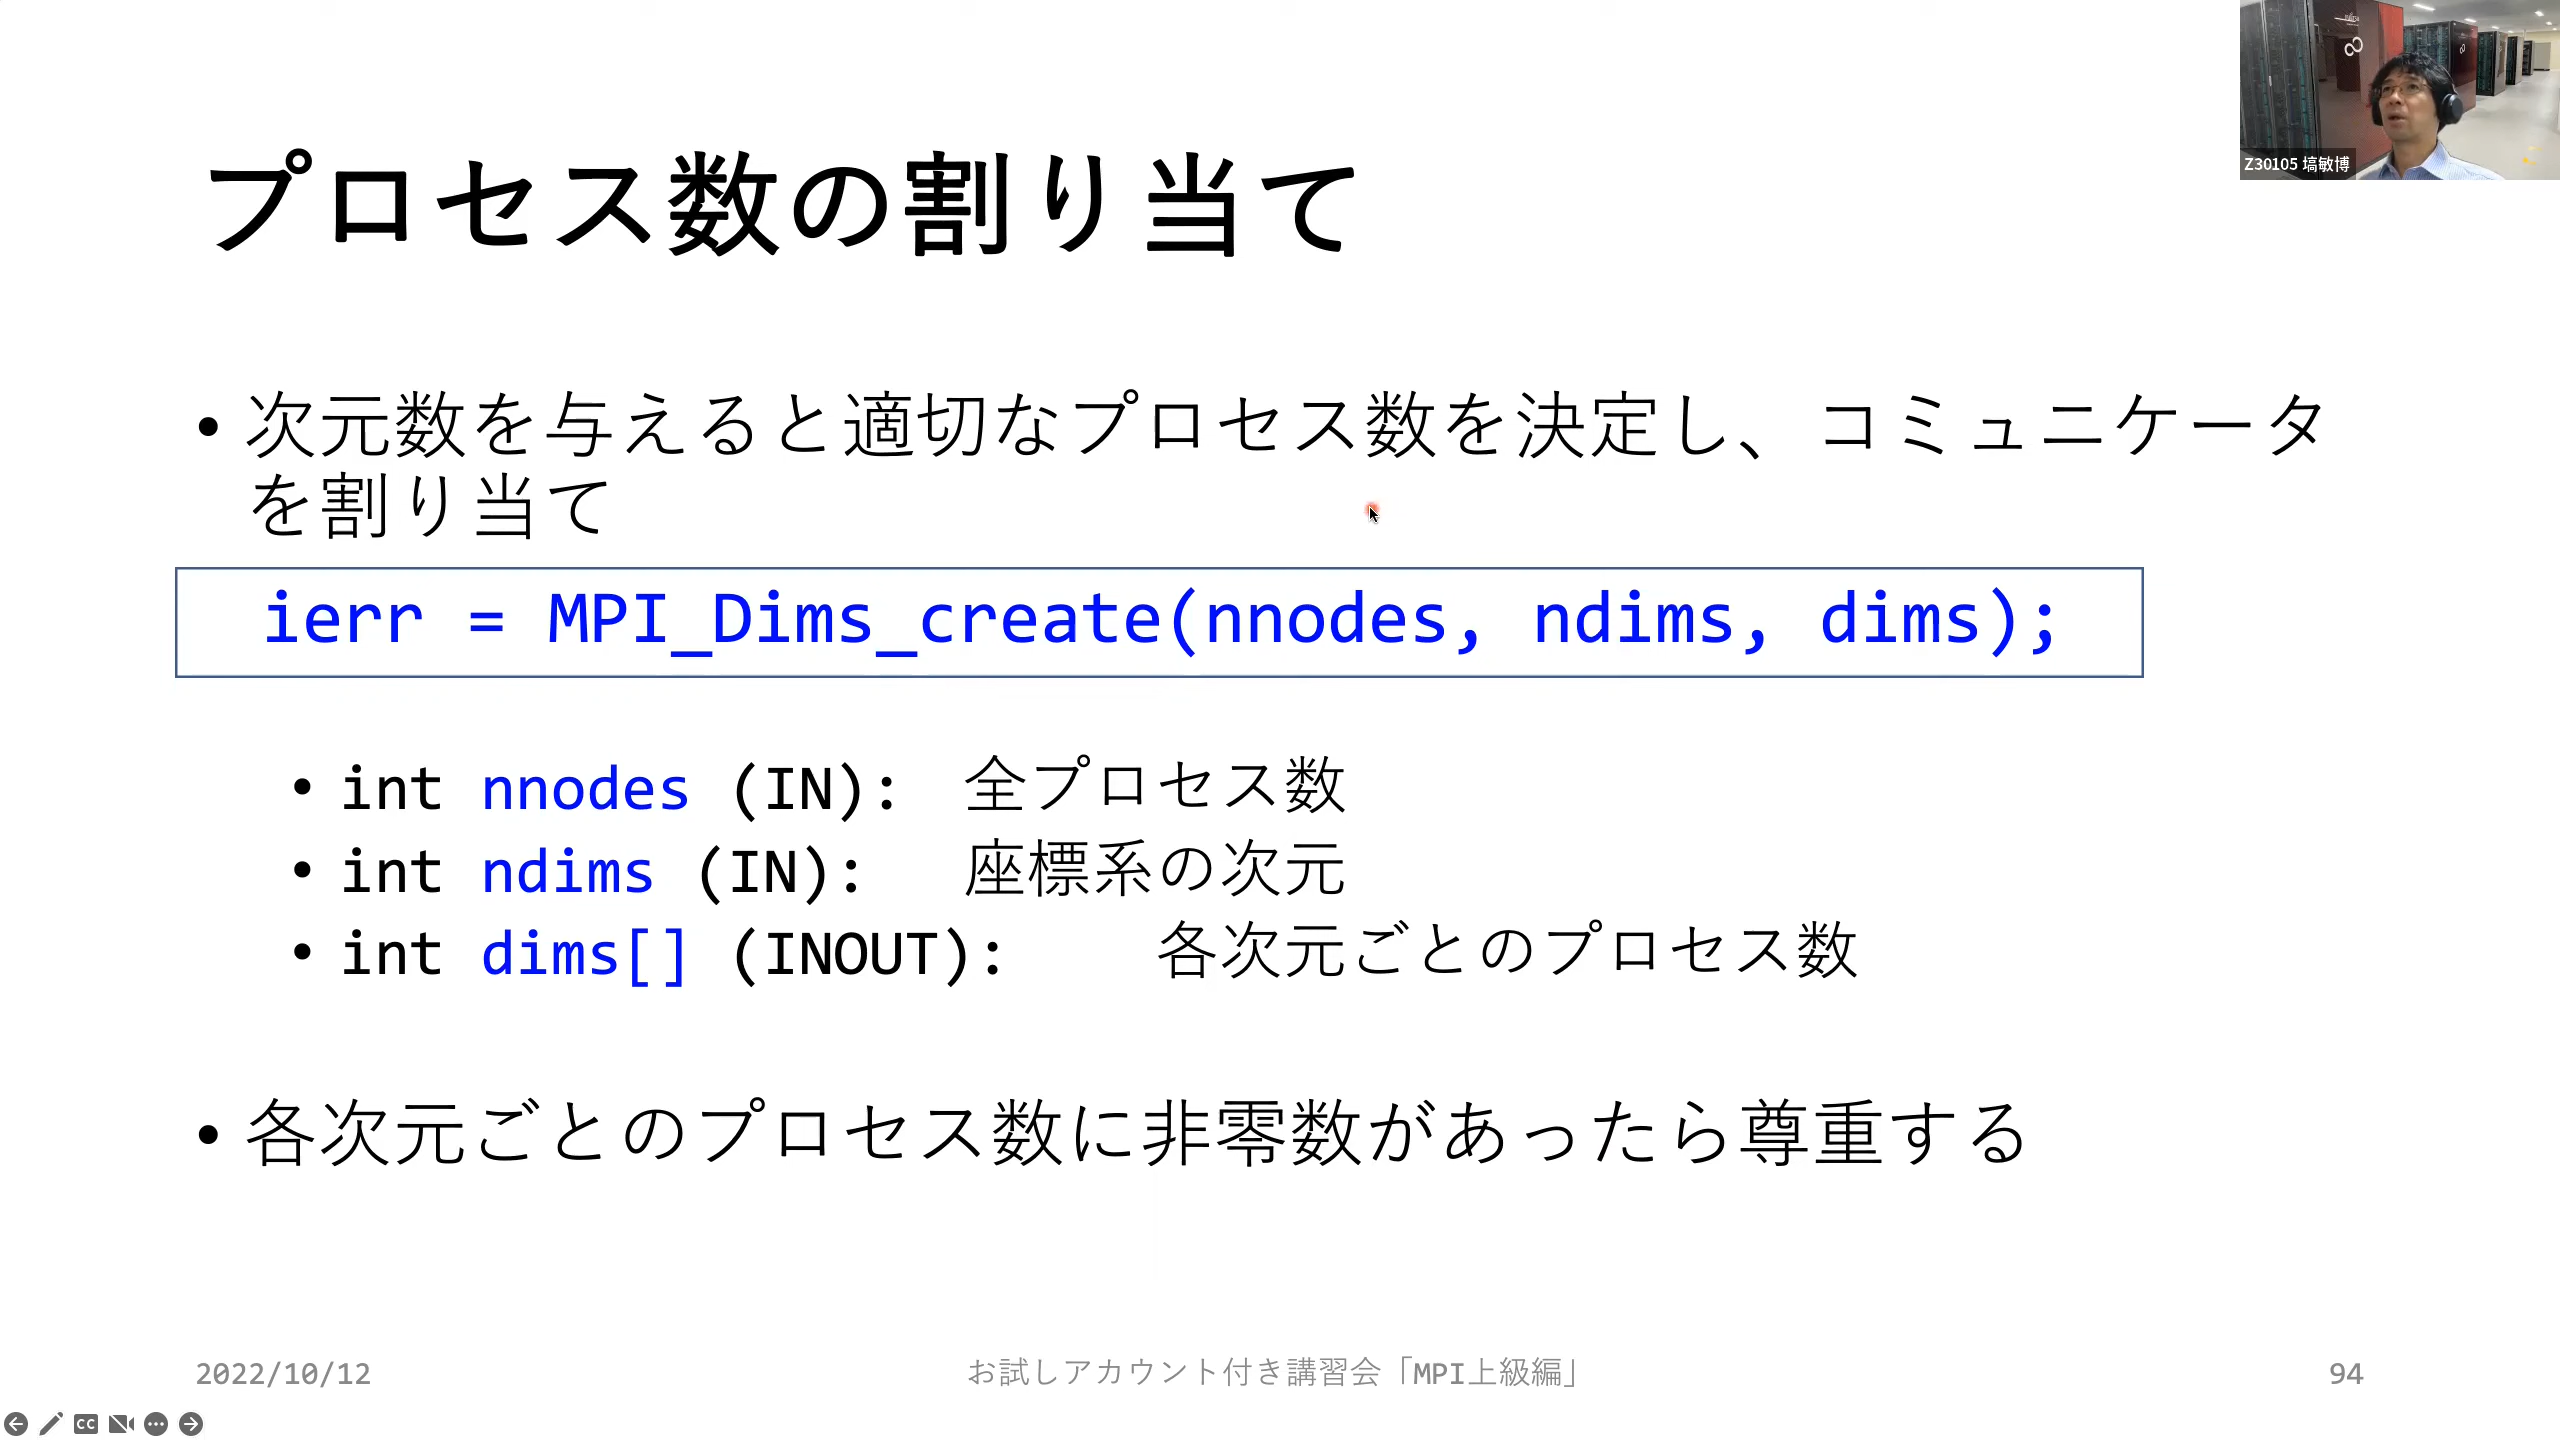 Z30105 塙敏博
プロセス数の割り当て
• 次元数を与えると適切なプロセス数を決定し、コミュニケータ
を割り当て
ierr = MPI_Dims_create(nnodes, ndims, dims);
• int nnodes (IN): 全プロセス数
• int ndims (IN): 座標系の次元
• int dims[] (INOUT): 各次元ごとのプロセス数
• 各次元ごとのプロセス数に非零数があったら尊重する
2022/10/12
お試しアカウント付き講習会「MPI上級編」
94
CC